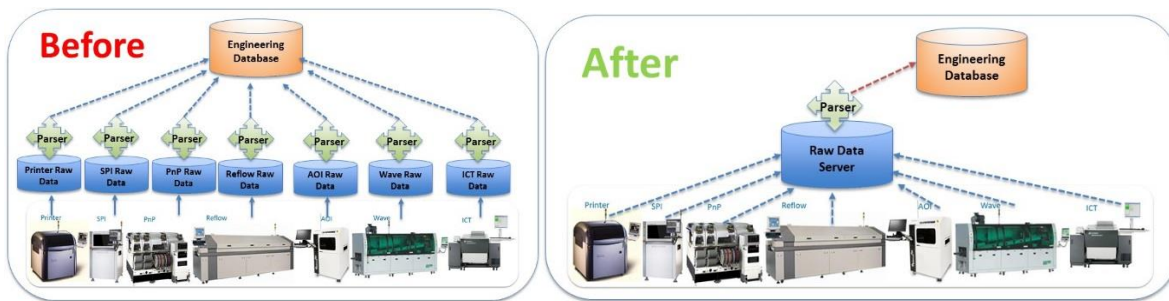 Before
Engineering
Database
Parser
Parser
Parser
Parser
Parser
Parser
Parser
Printer Raw
Data
SPI Raw
Data
PnP Raw
Data
Reflow Raw
Data
AOI Raw
Data
Wave Raw
Data
ICT Raw
Data
Printer
SPI
PnP
Reflow
AOI
Wave
ICT
After
Engineering
Database
Parser
Raw Data
Server
Printer
SPI
PnP
Reflow
AOI
Wave
ICT